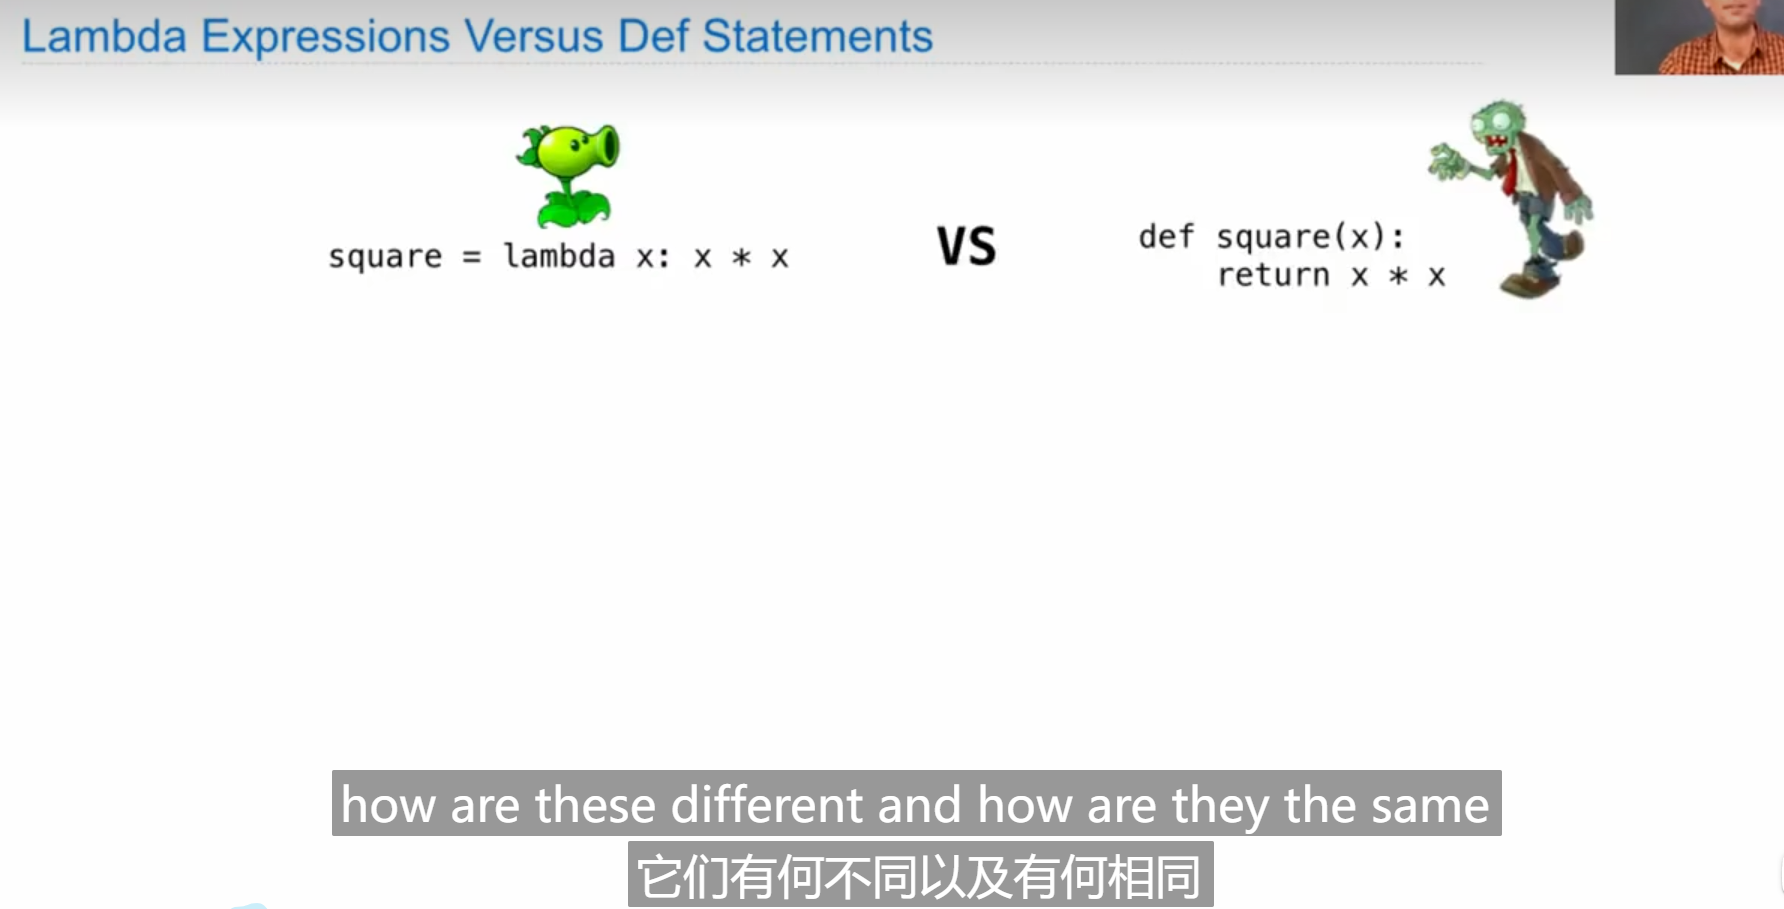 Lambda Expressions Versus Def Statements
square = lambda x: x * x
VS
def square(x):
return x * x
how are these different and how are they the same
它们有何不同以及有何相同